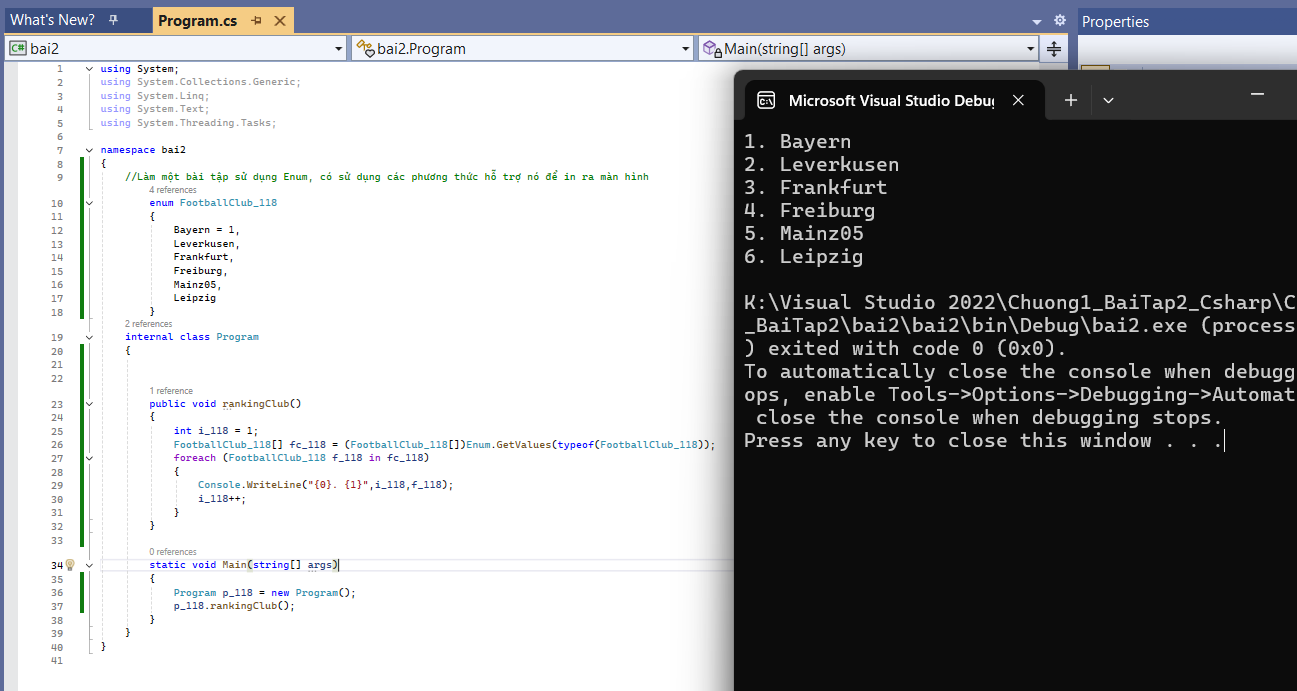 What's New?
Program.cs
Properties
C# bai2
bai2.Program
Main(string[] args)
1 using System;
2 using System.Collections.Generic;
3 using System.Linq;
4 using System.Text;
5 using System.Threading.Tasks;
6
7 namespace bai2
8 {
9 //Làm một bài tập sử dụng Enum, có sử dụng các phương thức hỗ trợ nó để in ra màn hình
4 references
10 enum FootballClub_118
11 {
12 Bayern = 1,
13 Leverkusen,
14 Frankfurt,
15 Freiburg,
16 Mainz05,
17 Leipzig
18 }
2 references
19 internal class Program
20 {
21
22
1 reference
23 public void rankingClub()
24 {
25 int i_118 = 1;
26 FootballClub_118[] fc_118 = (FootballClub_118[])Enum.GetValues(typeof(FootballClub_118));
27 foreach (FootballClub_118 f_118 in fc_118)
28 {
29 Console.WriteLine("{0}. {1}",i_118,f_118);
30 i_118++;
31 }
32 }
33
0 references
34 static void Main(string[] args)
35 {
36 Program p_118 = new Program();
37 p_118.rankingClub();
38 }
39 }
40 }
41
C:\ Microsoft Visual Studio Debug
1. Bayern
2. Leverkusen
3. Frankfurt
4. Freiburg
5. Mainz05
6. Leipzig
K:\Visual Studio 2022\Chuong1_BaiTap2_Csharp\C
_BaiTap2\bai2\bai2\bin\Debug\bai2.exe (process
) exited with code 0 (0x0).
To automatically close the console when debugg
ops, enable Tools->Options->Debugging->Automat
close the console when debugging stops.
Press any key to close this window . . .